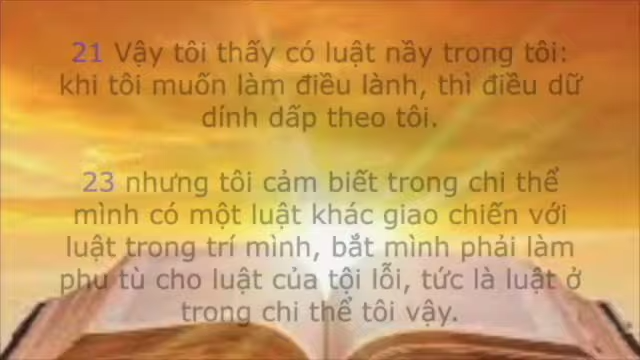 21 Vậy tôi thấy có luật nầy trong tôi:
khi tôi muốn làm điều lành, thì điều dữ
dính dấp theo tôi.
23 nhưng tôi cảm biết trong chi thể
mình có một luật khác giao chiến với
luật trong trí mình, bắt mình phải làm
phu tù cho luật của tội lỗi, tức là luật ở
trong chi thể tôi vậy.